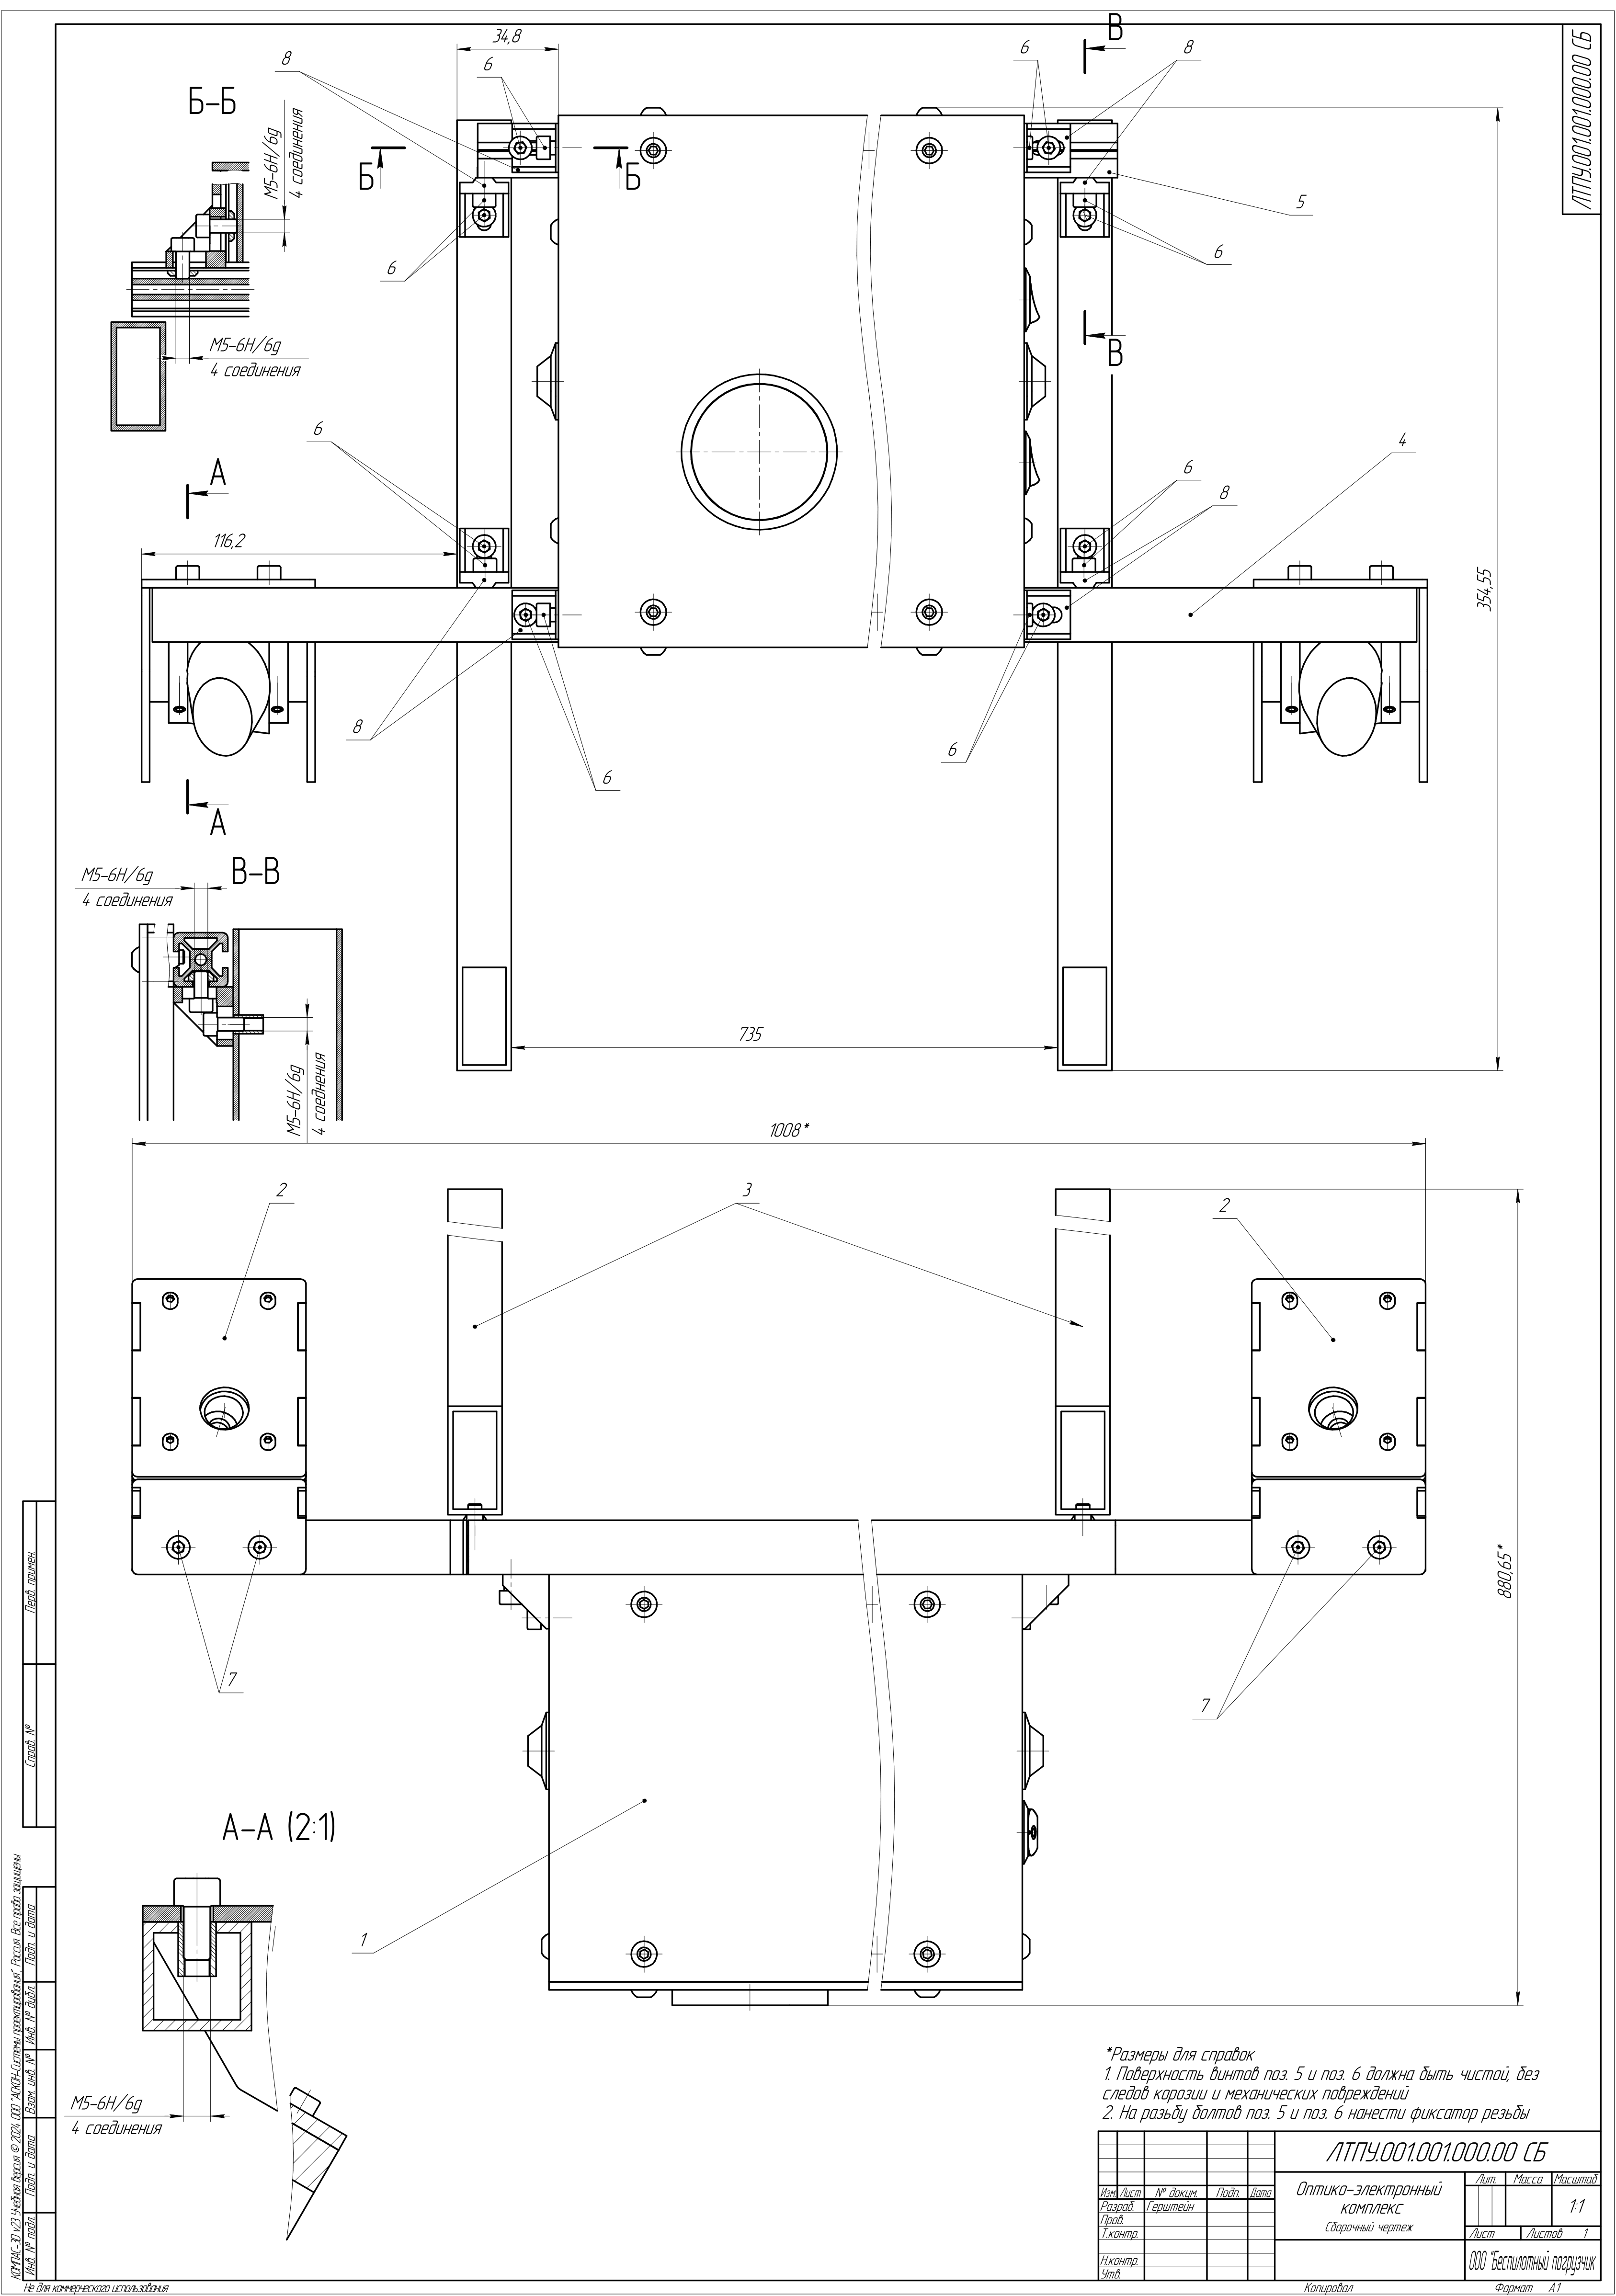 ЛТПУ.001.001.000.00 СБ
В
34,8
8
6
6
8
Б-Б
М5-6Н/6g
4 соединения
Б
Б
5
6
6
М5-6Н/6g
4 соединения
В
6
4
А
6
8
116,2
354,55
8
6
6
А
В-В
М5-6Н/6g
4 соединения
735
М5-6Н/6g
4 соединения
1008*
2
3
2
880,65*
7
7
А-А (2:1)
1
М5-6Н/6g
4 соединения
*Размеры для справок
1. Поверхность винтов поз. 5 и поз. 6 должна быть чистой, без
следов корозии и механических повреждений
2. На разьбу болтов поз. 5 и поз. 6 нанести фиксатор резьбы
ЛТПУ.001.001.000.00 СБ
Изм. Лист № докум. Подп. Дата
Разраб. Герштейн
Пров.
Т.контр.
Н.контр.
Утв.
Оптико-электронный
комплекс
Сборочный чертеж
Лит. Масса Масштаб
1:1
Лист Листов 1
ООО "Беспилотный погрузчик
Копировал Формат А1
Перв. примен.
Справ. №
Подп. и дата
Инв. № дубл.
Взам. инв. №
Подп. и дата
Инв. № подл.
КОМПАС-3D v23 Учебная версия © 2024 ООО "АСКОН-Системы проектирования", Россия. Все права защищены.
Не для коммерческого использования